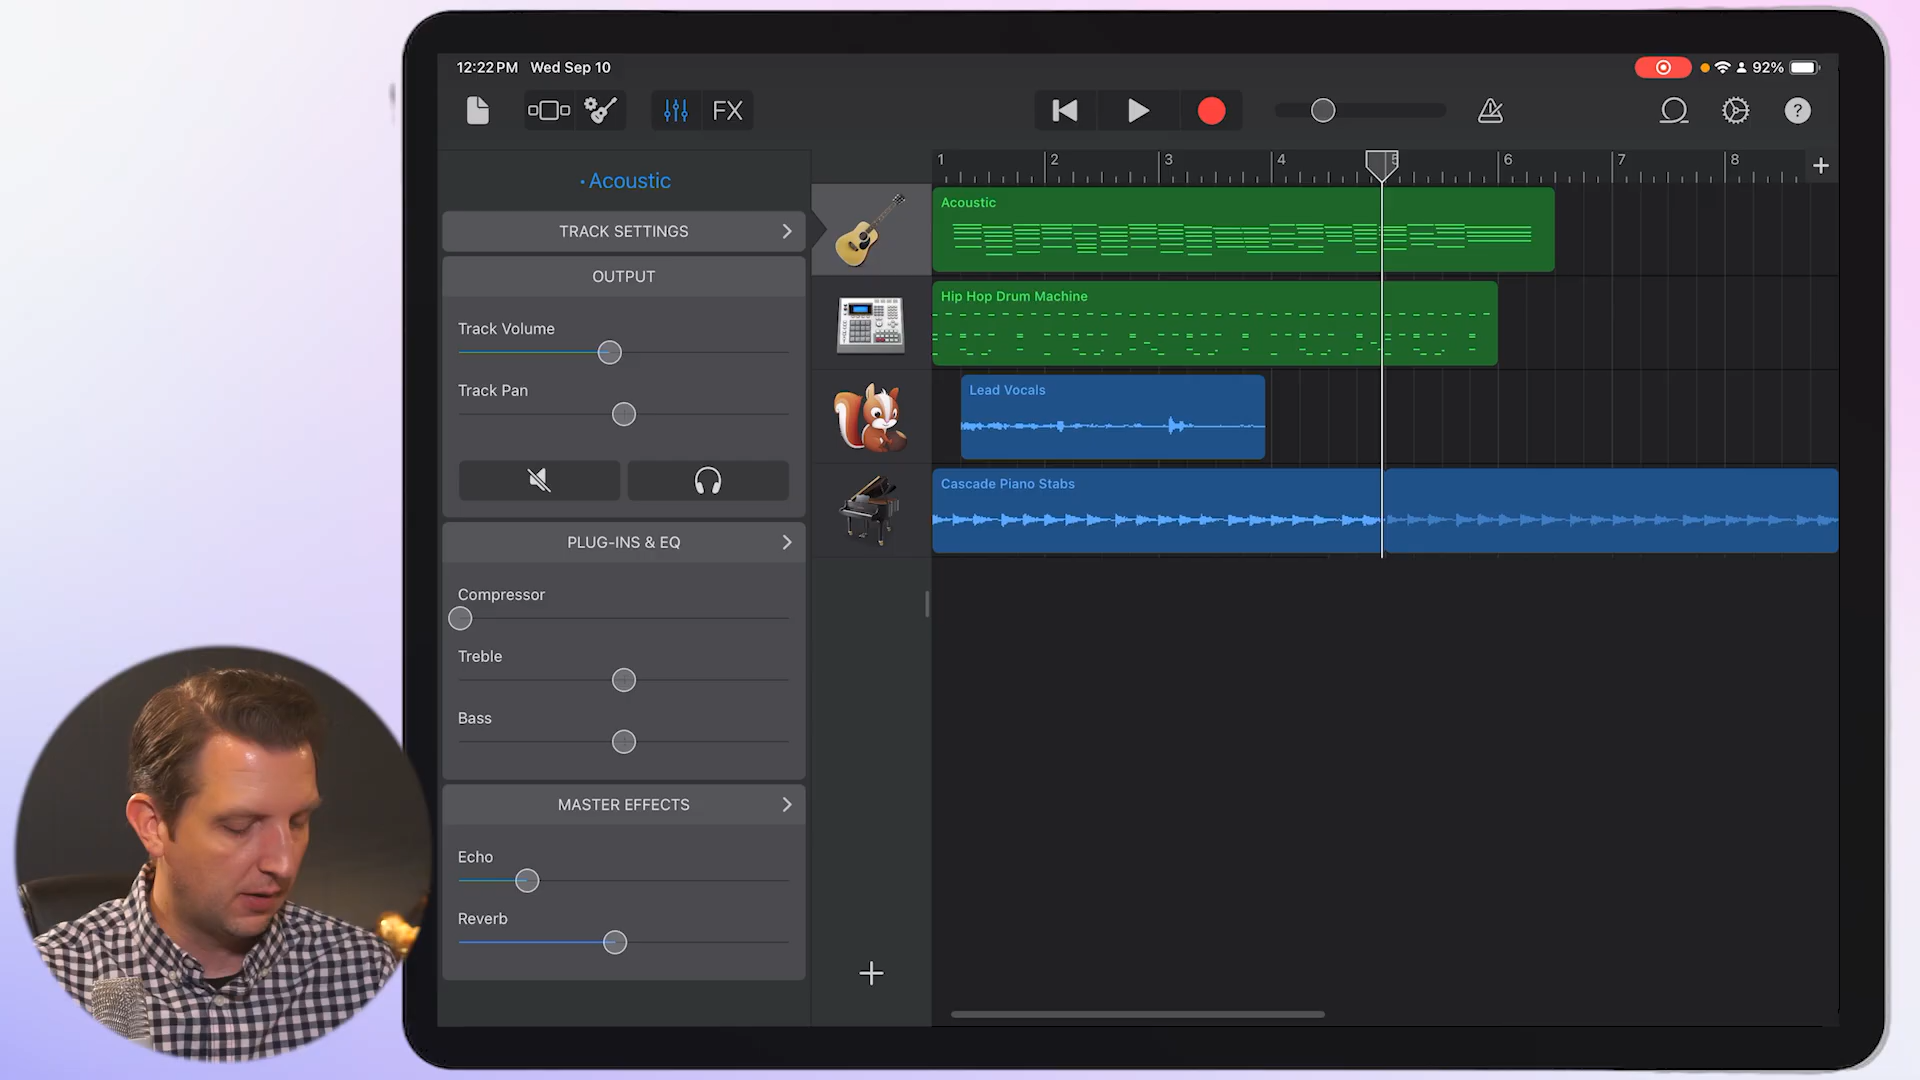 12:22 PM Wed Sep 10
92%
FX
?
• Acoustic
1 2 3 4 5 6 7 8
TRACK SETTINGS
OUTPUT
Track Volume
Track Pan
PLUG-INS & EQ
Compressor
Treble
Bass
MASTER EFFECTS
Echo
Reverb
Acoustic
Hip Hop Drum Machine
Lead Vocals
Cascade Piano Stabs